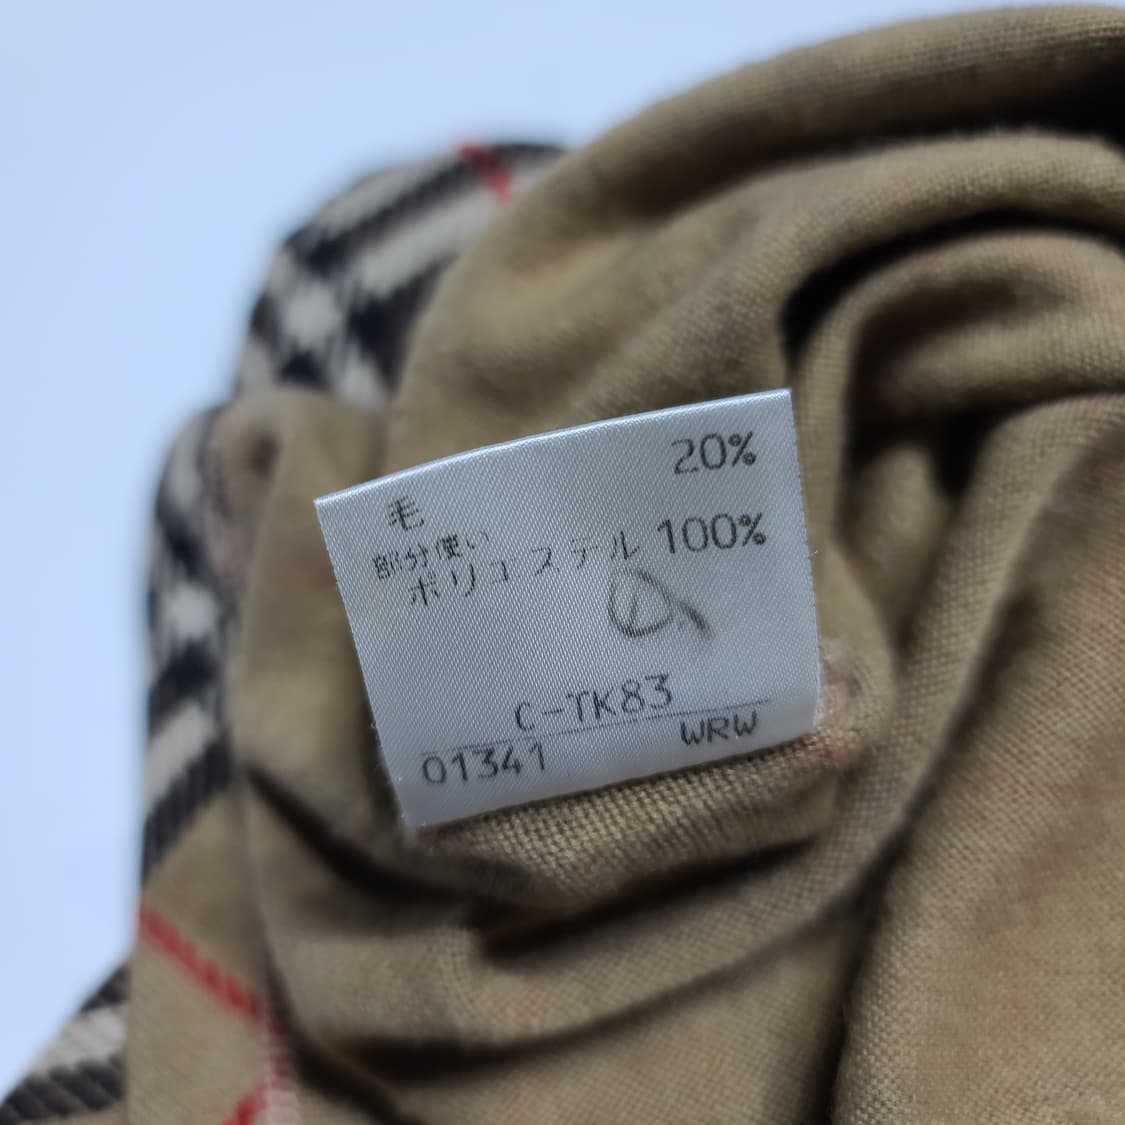 毛 20%
部分使い
ポリエステル 100%
C-TK83
01341 WRW